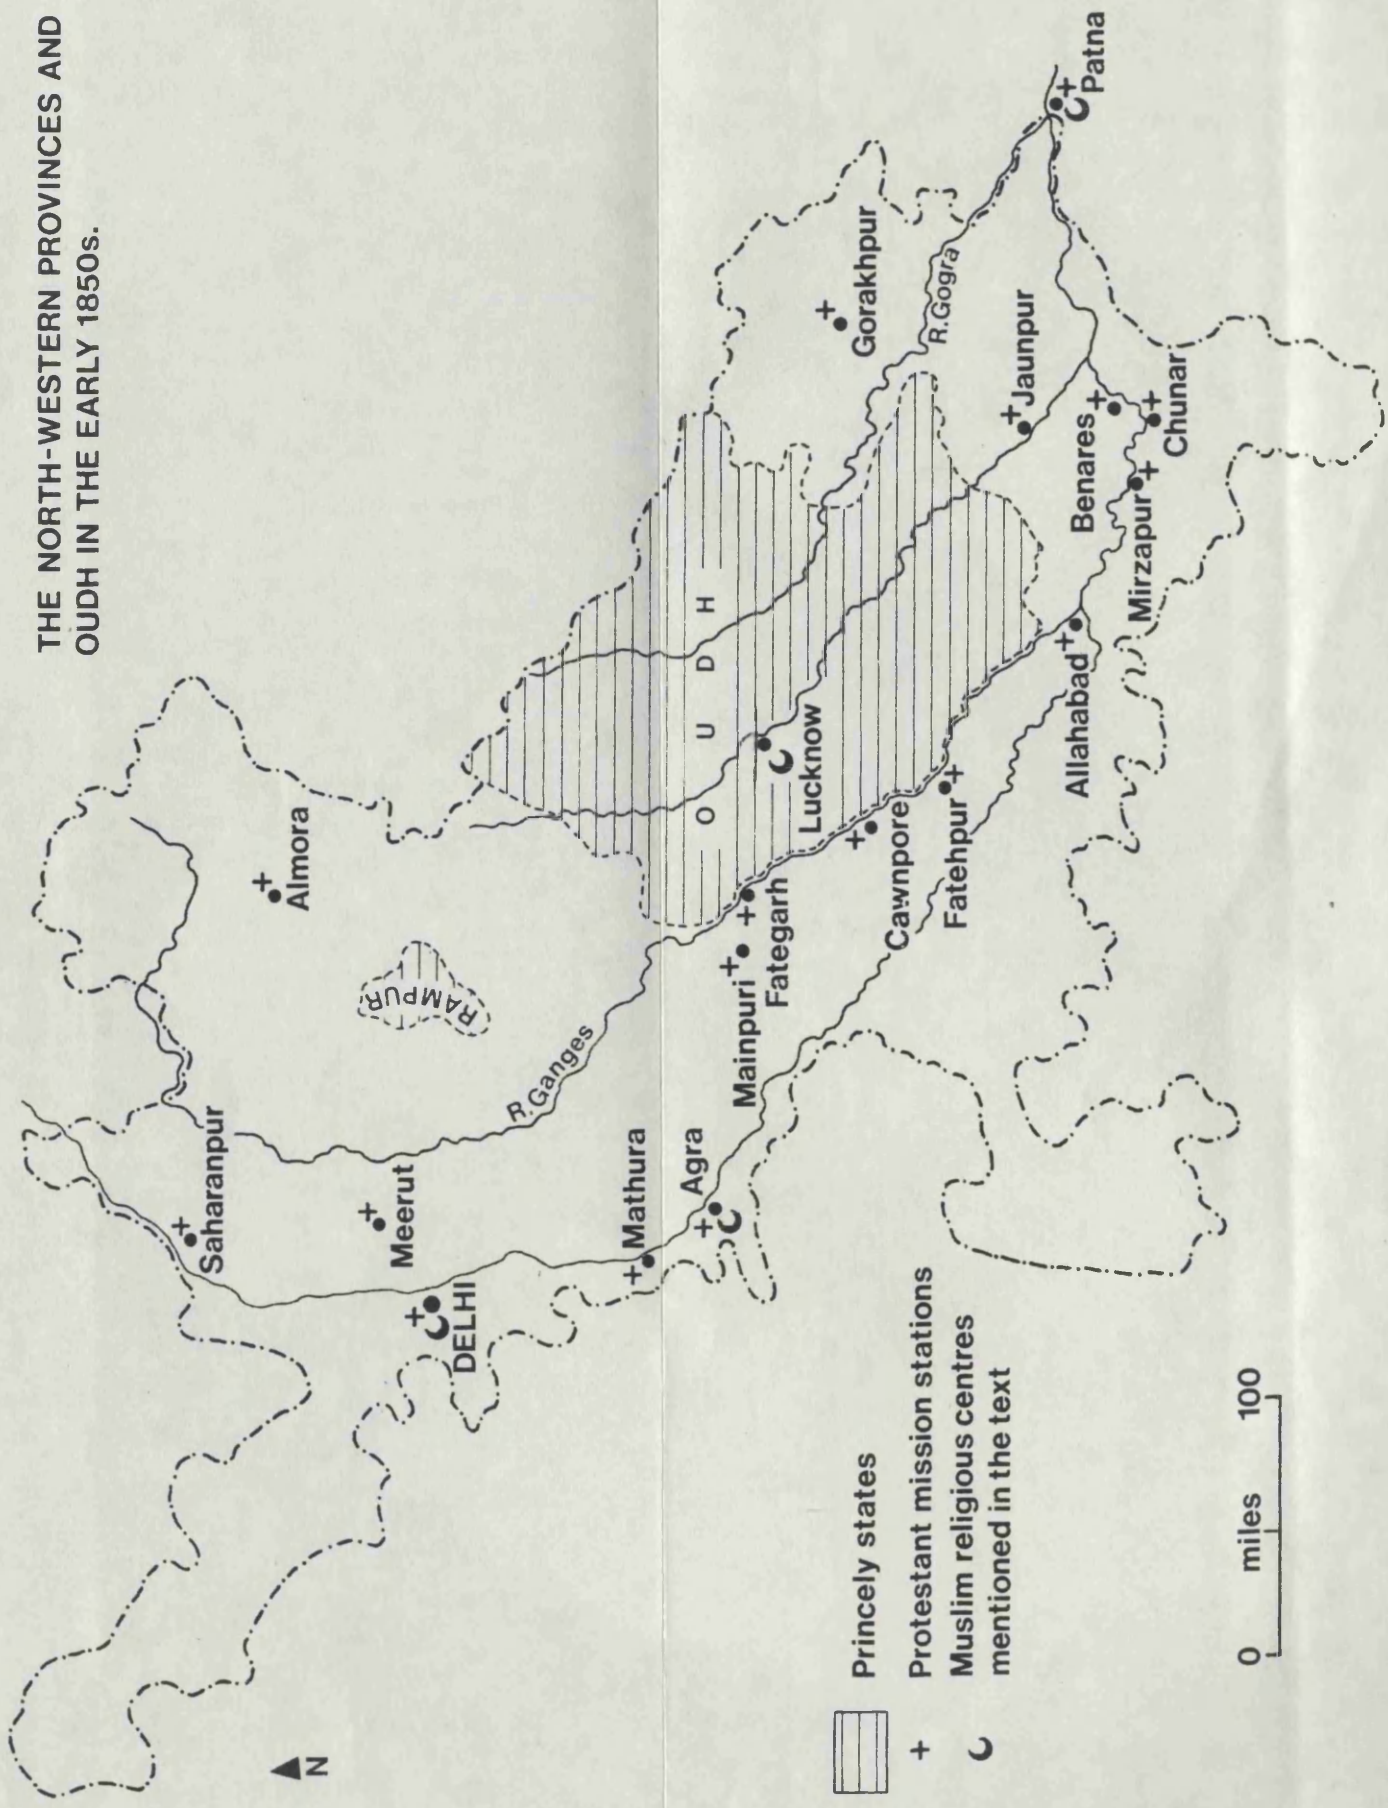 THE NORTH-WESTERN PROVINCES AND
OUDH IN THE EARLY 1850s.
N
Saharanpur
Almora
Meerut
RAMPUR
DELHI
R. Ganges
Mathura
Agra
Mainpuri
Fategarh
O U D H
Lucknow
Cawnpore
Fatehpur
Gorakhpur
R. Gogra
Jaunpur
Allahabad
Benares
Mirzapur
Chunar
Patna
Princely states
Protestant mission stations
Muslim religious centres
mentioned in the text
0 miles 100